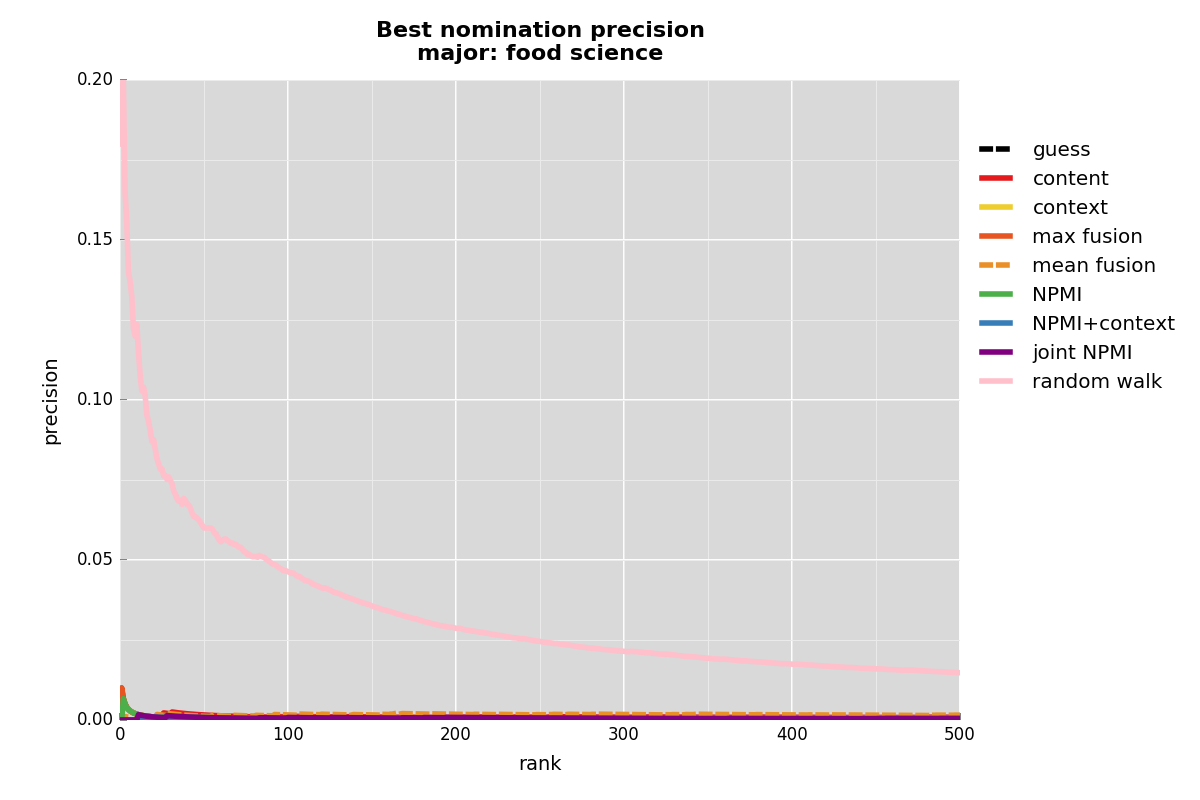 Best nomination precision
major: food science
0.20
0.15
0.10
0.05
0.00
precision
0
100
200
300
400
500
rank
guess
content
context
max fusion
mean fusion
NPMI
NPMI+context
joint NPMI
random walk